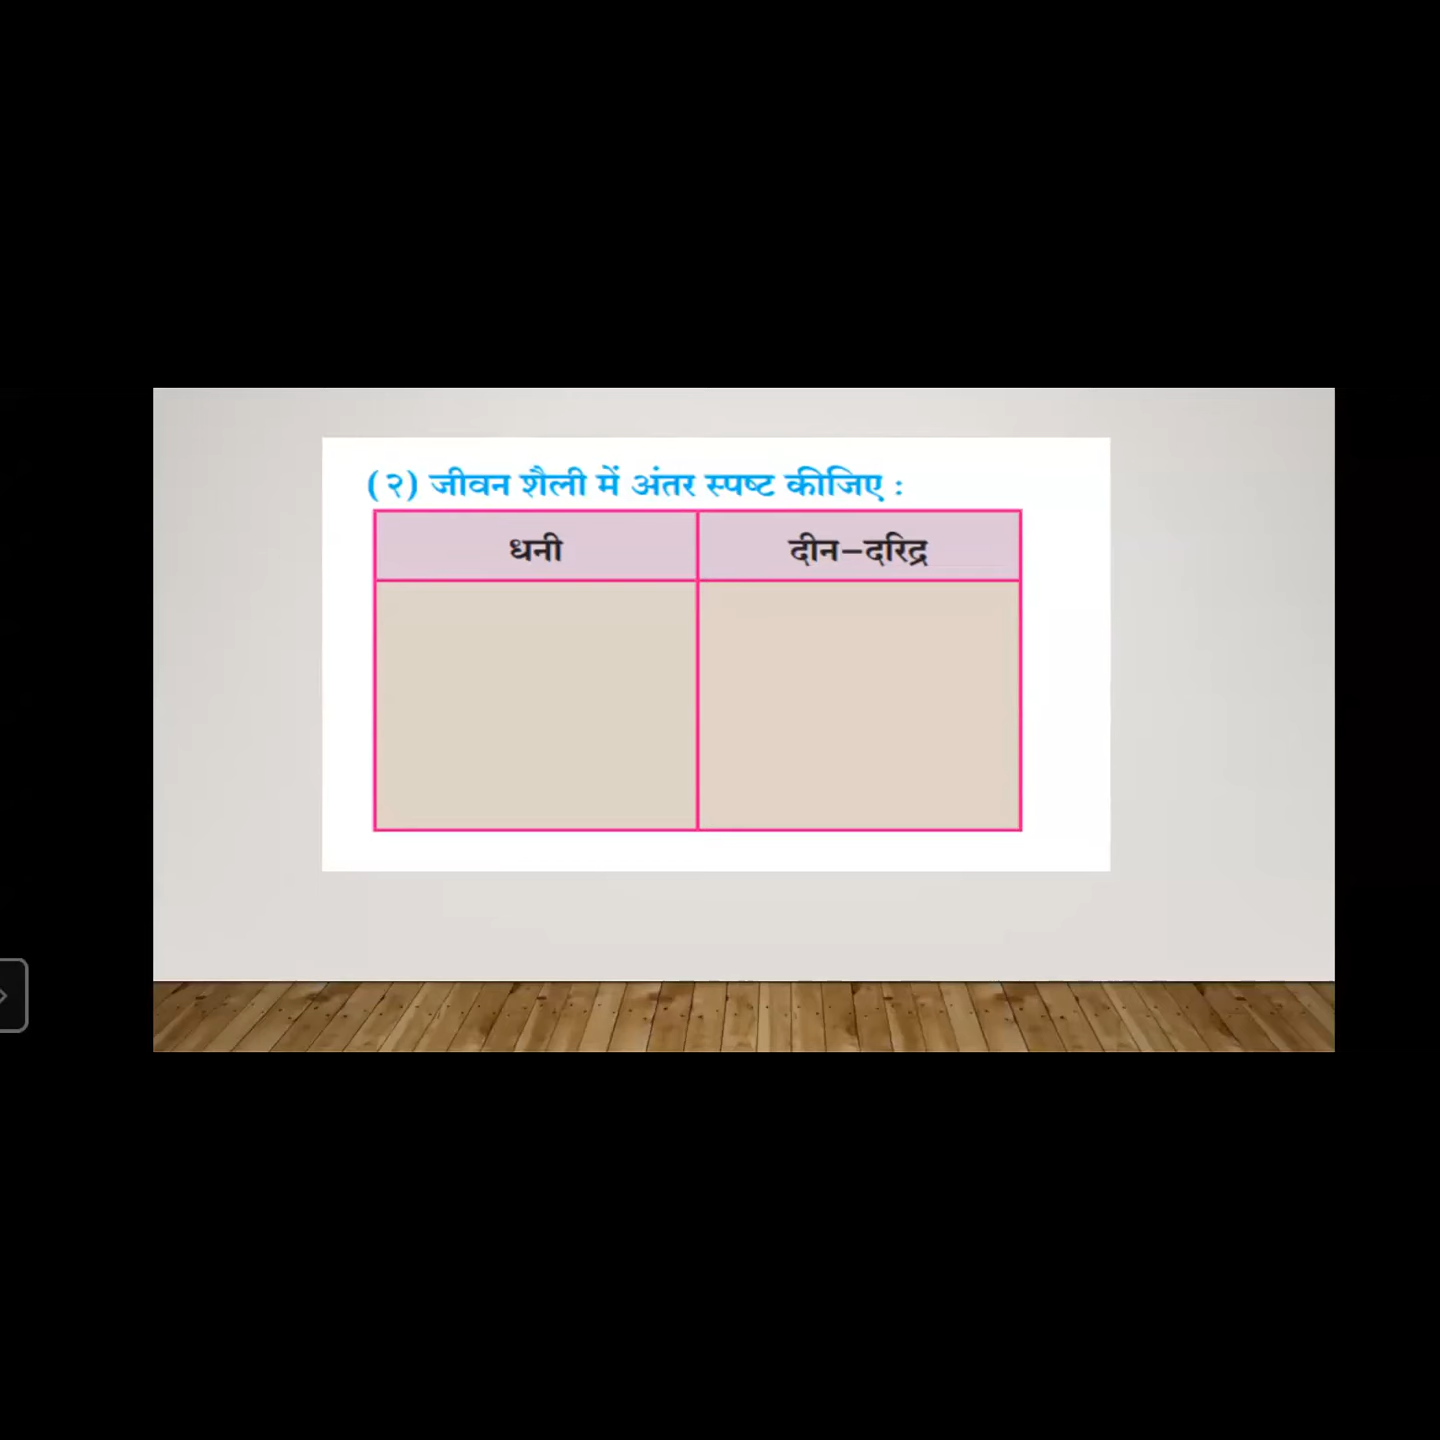 (२) जीवन शैली में अंतर स्पष्ट कीजिए :
धनी
दीन-दरिद्र